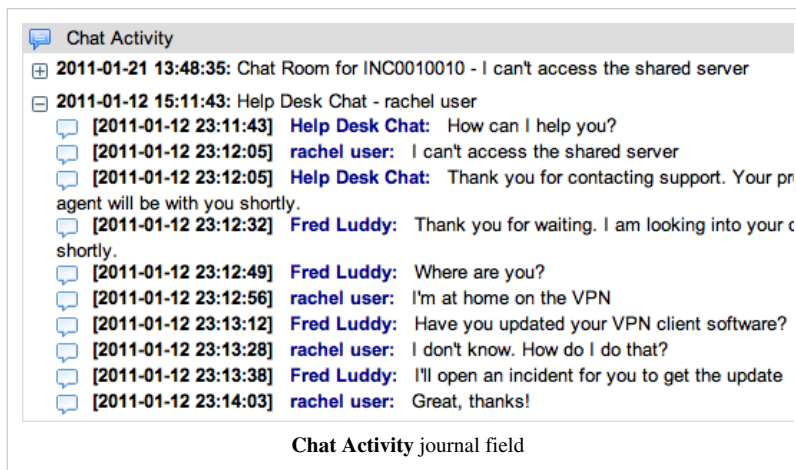 Chat Activity
2011-01-21 13:48:35: Chat Room for INC0010010 - I can't access the shared server
2011-01-12 15:11:43: Help Desk Chat - rachel user
[2011-01-12 23:11:43] Help Desk Chat: How can I help you?
[2011-01-12 23:12:05] rachel user: I can't access the shared server
[2011-01-12 23:12:05] Help Desk Chat: Thank you for contacting support. Your
agent will be with you shortly.
[2011-01-12 23:12:32] Fred Luddy: Thank you for waiting. I am looking into your
shortly.
[2011-01-12 23:12:49] Fred Luddy: Where are you?
[2011-01-12 23:12:56] rachel user: I'm at home on the VPN
[2011-01-12 23:13:12] Fred Luddy: Have you updated your VPN client software?
[2011-01-12 23:13:28] rachel user: I don't know. How do I do that?
[2011-01-12 23:13:38] Fred Luddy: I'll open an incident for you to get the update
[2011-01-12 23:14:03] rachel user: Great, thanks!
Chat Activity journal field